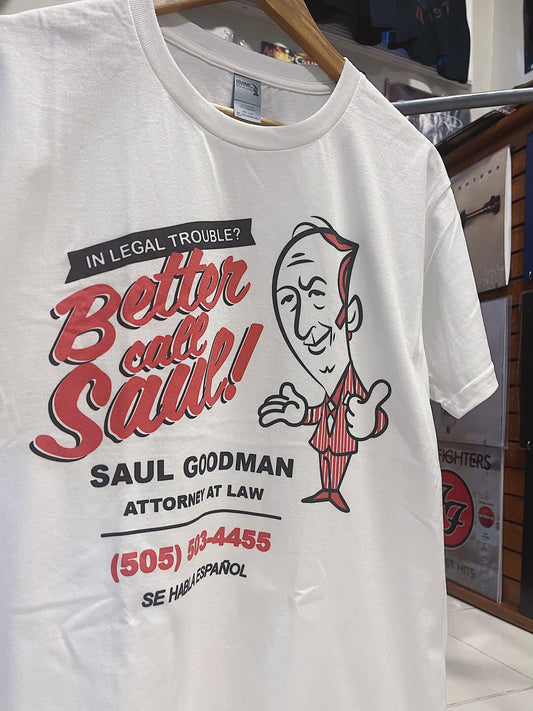 IN LEGAL TROUBLE?
Better
call
Saul!
SAUL GOODMAN
ATTORNEY AT LAW
(505) 503-4455
SE HABLA ESPAÑOL
FIGHTERS